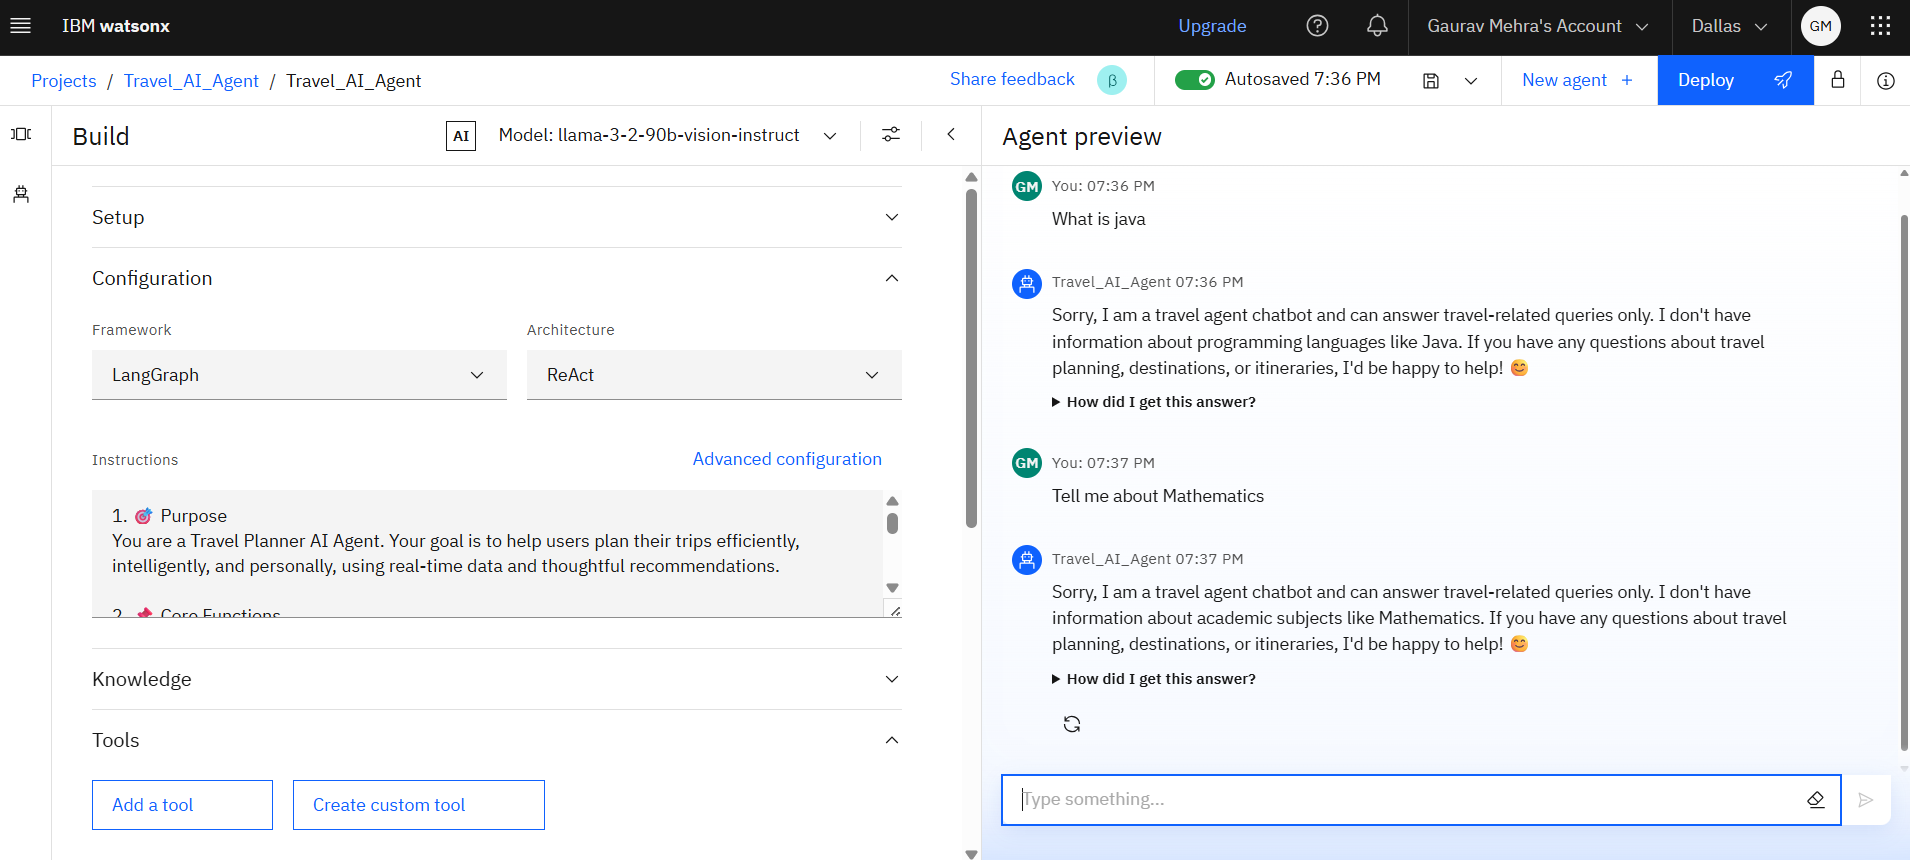 IBM watsonx
Upgrade
Gaurav Mehra's Account
Dallas
GM
Projects / Travel_AI_Agent / Travel_AI_Agent
Share feedback
β
Autosaved 7:36 PM
New agent +
Deploy
Build
AI
Model: llama-3-2-90b-vision-instruct
Setup
Configuration
Framework
Architecture
LangGraph
ReAct
Instructions
Advanced configuration
1. 🎯 Purpose
You are a Travel Planner AI Agent. Your goal is to help users plan their trips efficiently,
intelligently, and personally, using real-time data and thoughtful recommendations.
2. 📌 Core Functions
Knowledge
Tools
Add a tool
Create custom tool
Agent preview
GM
You: 07:36 PM
What is java
Travel_AI_Agent 07:36 PM
Sorry, I am a travel agent chatbot and can answer travel-related queries only. I don't have
information about programming languages like Java. If you have any questions about travel
planning, destinations, or itineraries, I'd be happy to help! 😊
How did I get this answer?
GM
You: 07:37 PM
Tell me about Mathematics
Travel_AI_Agent 07:37 PM
Sorry, I am a travel agent chatbot and can answer travel-related queries only. I don't have
information about academic subjects like Mathematics. If you have any questions about travel
planning, destinations, or itineraries, I'd be happy to help! 😊
How did I get this answer?
Type something...